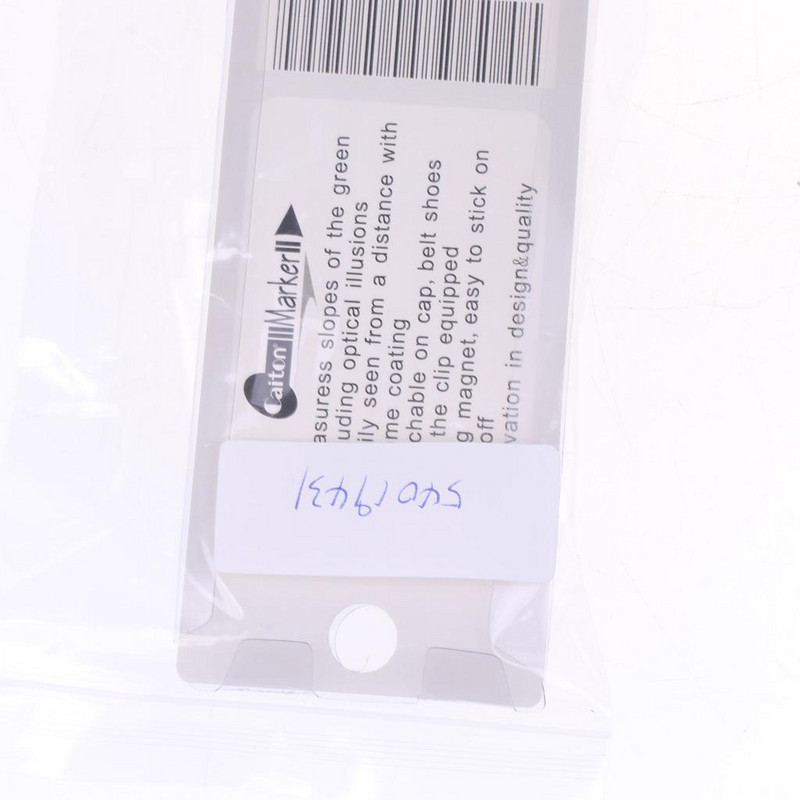 Caiton® Marker II
asuress slopes of the green
uding optical illusions
ily seen from a distance with
me coating
chable on cap, belt shoes
the clip equipped
g magnet, easy to stick on
off
vation in design&quality
54019431